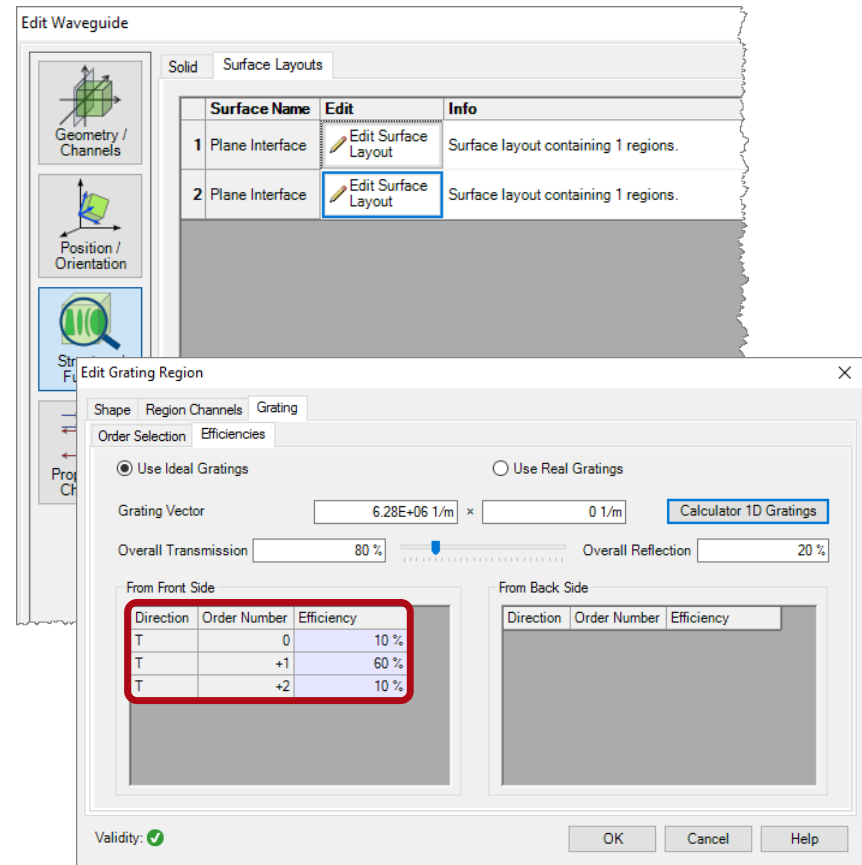 Edit Waveguide
Geometry /
Channels
Position /
Orientation
Solid
Surface Layouts
Surface Name Edit Info
1 Plane Interface Edit Surface
Layout Surface layout containing 1 regions.
2 Plane Interface Edit Surface
Layout Surface layout containing 1 regions.
Edit Grating Region
Shape Region Channels Grating
Order Selection Efficiencies
Use Ideal Gratings Use Real Gratings
Grating Vector 6.28E+06 1/m × 0 1/m Calculator 1D Gratings
Overall Transmission 80 % Overall Reflection 20 %
From Front Side
Direction Order Number Efficiency
T 0 10 %
T +1 60 %
T +2 10 %
From Back Side
Direction Order Number Efficiency
Validity:
OK Cancel Help